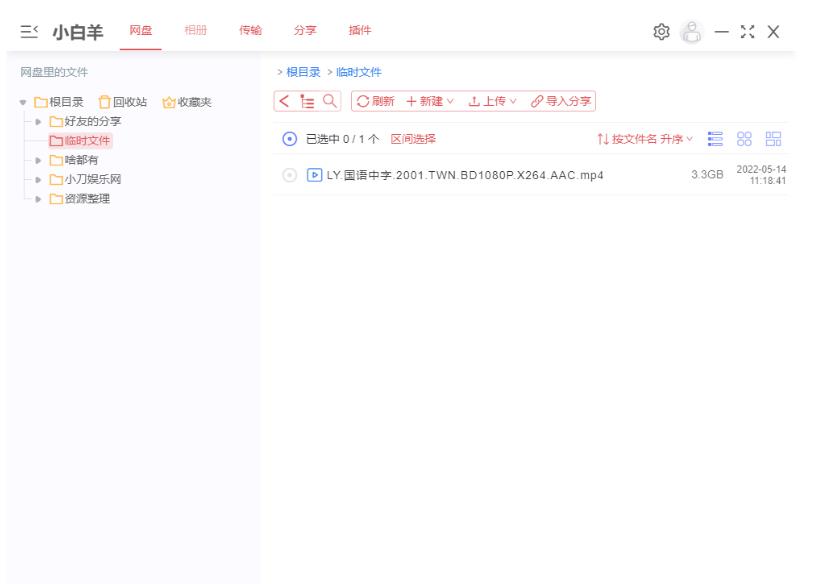 小白羊 网盘 相册 传输 分享 插件
网盘里的文件
> 根目录 > 临时文件
根目录 回收站 收藏夹
刷新 新建 上传 导入分享
好友的分享
临时文件
已选中 0 / 1 个 区间选择 按文件名 升序
啥都有
LY.国语中字.2001.TWN.BD1080P.X264.AAC.mp4 3.3GB 2022-05-14
11:18:41
小刀娱乐网
资源整理